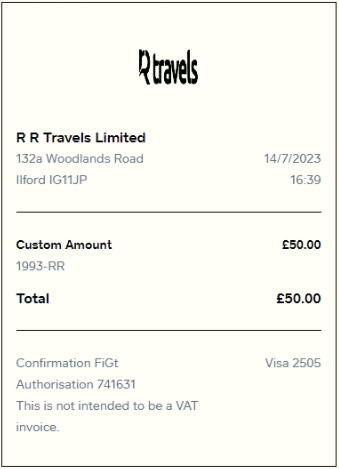 R travels
R R Travels Limited
132a Woodlands Road 14/7/2023
Ilford IG11JP 16:39
Custom Amount £50.00
1993-RR
Total £50.00
Confirmation FiGt Visa 2505
Authorisation 741631
This is not intended to be a VAT
invoice.